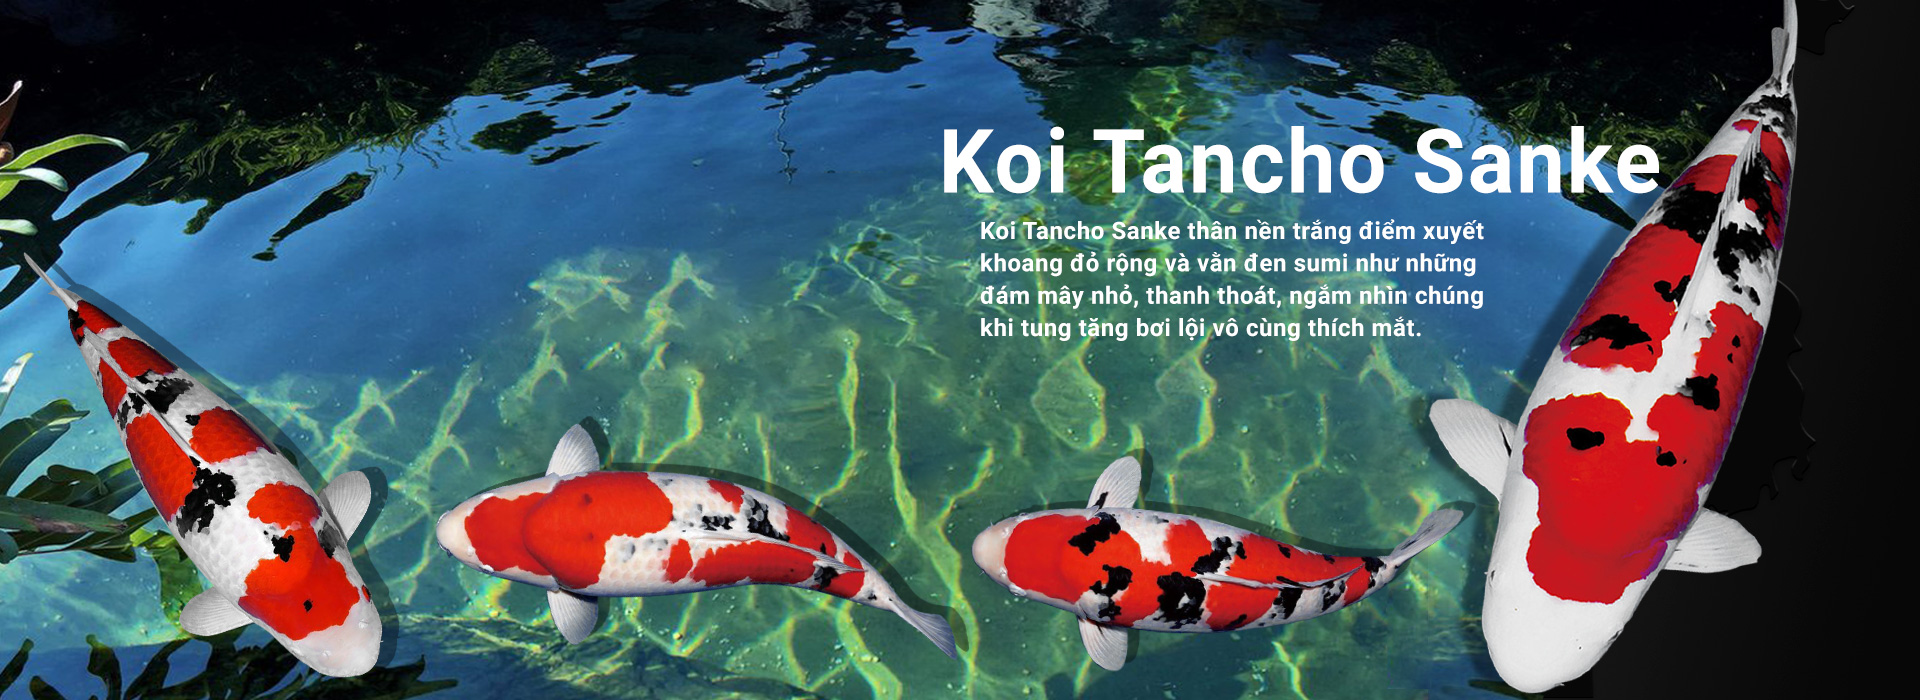 Koi Tancho Sanke
Koi Tancho Sanke thân nền trắng điểm xuyết
khoang đỏ rộng và vằn đen sumi như những
đám mây nhỏ, thanh thoát, ngắm nhìn chúng
khi tung tăng bơi lội vô cùng thích mắt.